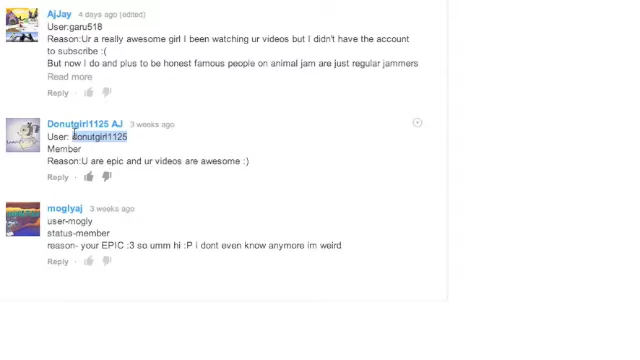 AjJay 4 days ago (edited)
User:garu518
Reason:Ur a really awesome girl I been watching ur videos but I didn't have the account
to subscribe :(
But now I do and plus to be honest famous people on animal jam are just regular jammers
Read more
Reply ·
Donutgirl1125 AJ 3 weeks ago
User: donutgirl1125
Member
Reason:U are epic and ur videos are awesome :)
Reply ·
moglyaj 3 weeks ago
user-mogly
status-member
reason- your EPIC :3 so umm hi :P i dont even know anymore im weird
Reply ·